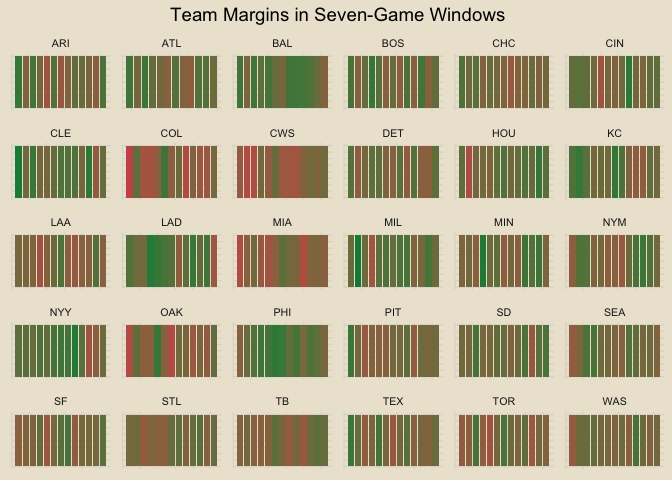 Team Margins in Seven-Game Windows
ARI ATL BAL BOS CHC CIN
CLE COL CWS DET HOU KC
LAA LAD MIA MIL MIN NYM
NYY OAK PHI PIT SD SEA
SF STL TB TEX TOR WAS